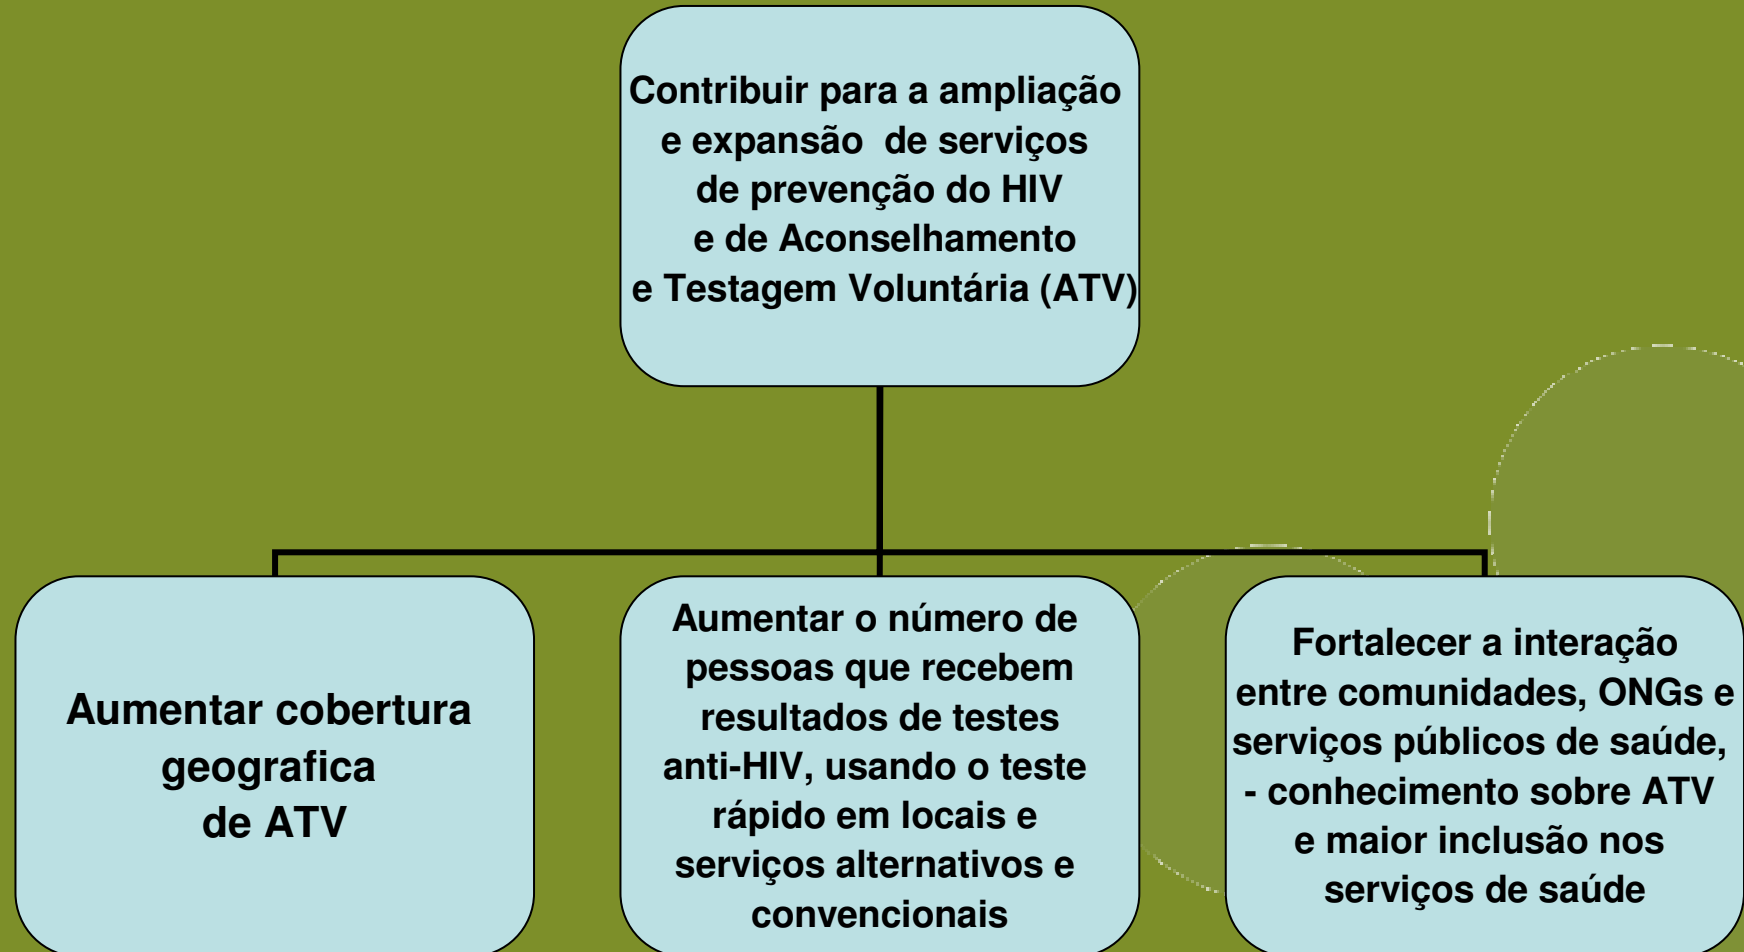 Contribuir para a ampliação
e expansão de serviços
de prevenção do HIV
e de Aconselhamento
e Testagem Voluntária (ATV)
Aumentar cobertura
geografica
de ATV
Aumentar o número de
pessoas que recebem
resultados de testes
anti-HIV, usando o teste
rápido em locais e
serviços alternativos e
convencionais
Fortalecer a interação
entre comunidades, ONGs e
serviços públicos de saúde,
- conhecimento sobre ATV
e maior inclusão nos
serviços de saúde